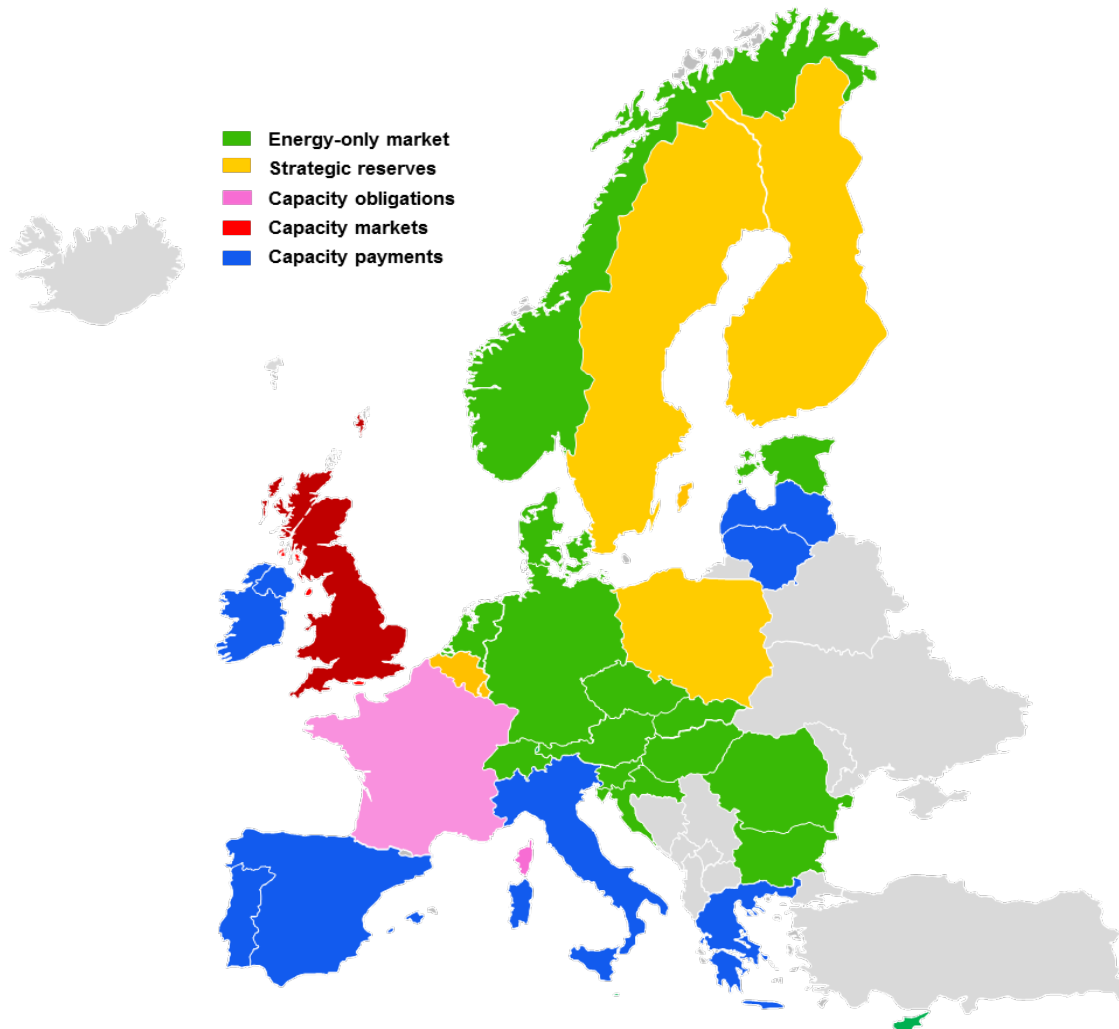 Energy-only market
Strategic reserves
Capacity obligations
Capacity markets
Capacity payments